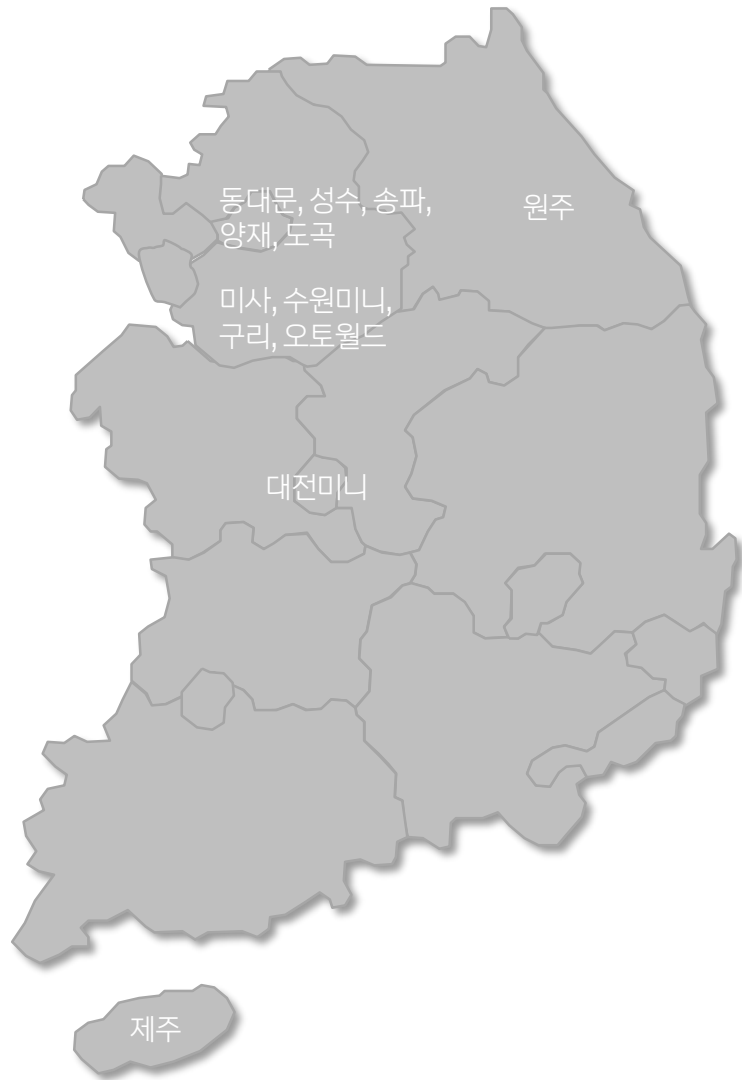 동대문, 성수, 송파,
양재, 도곡
원주
미사, 수원미니,
구리, 오토월드
대전미니
제주